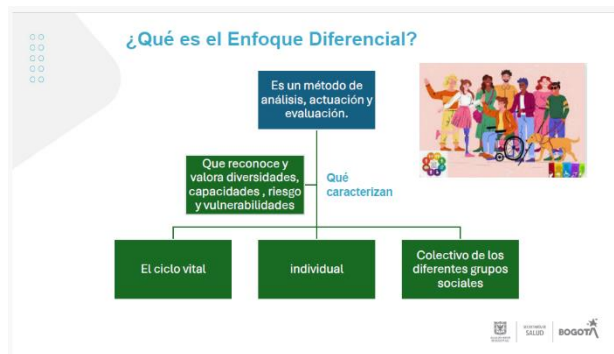 ¿Qué es el Enfoque Diferencial?
Es un método de
análisis, actuación y
evaluación.
Que reconoce y
valora diversidades,
capacidades , riesgo
y vulnerabilidades
Qué
caracterizan
El ciclo vital
individual
Colectivo de los
diferentes grupos
sociales
SALUD
BOGOTÁ